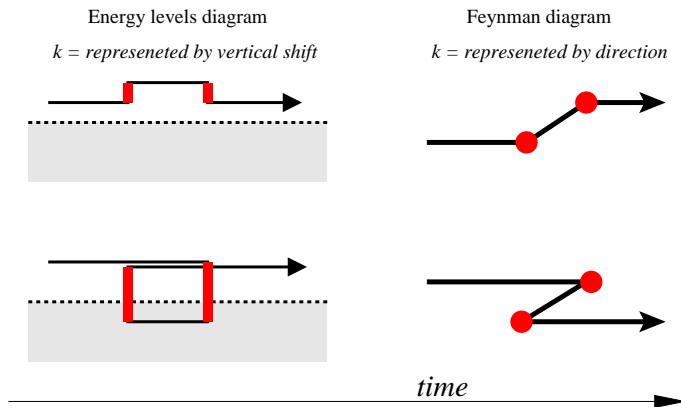 Energy levels diagram
Feynman diagram
k = represeneted by vertical shift
k = represeneted by direction
time